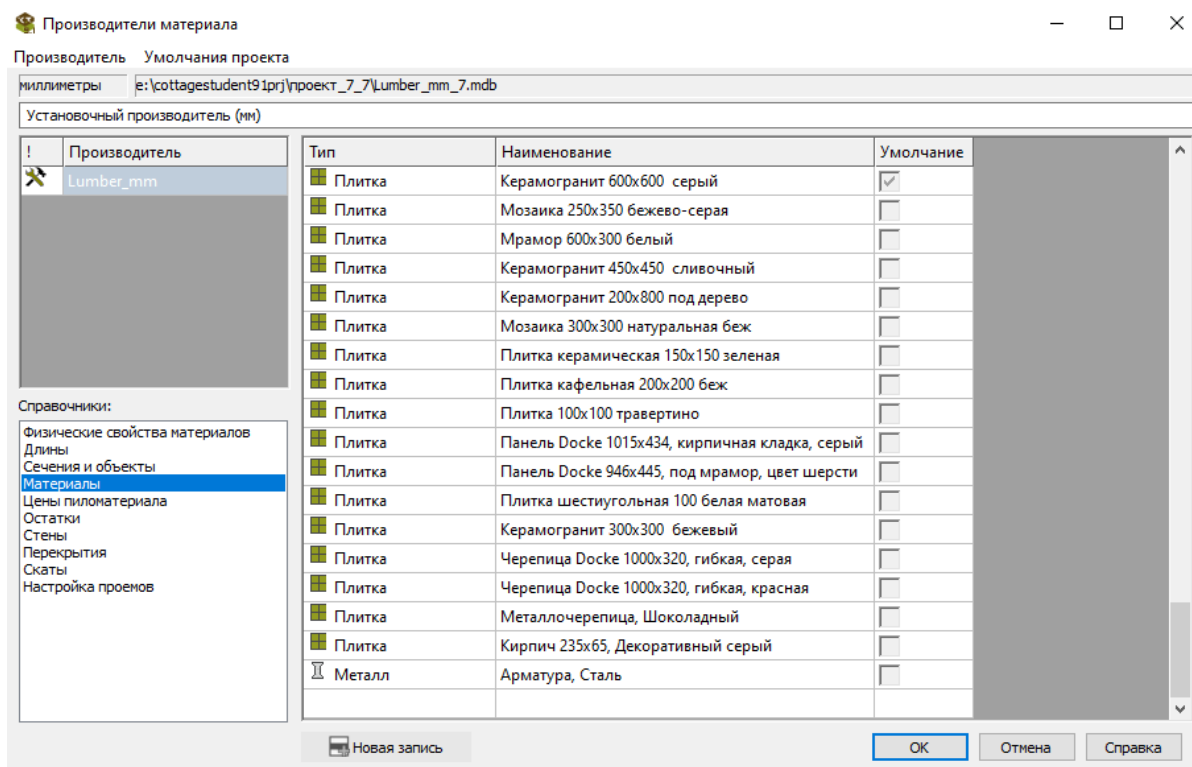 Производители материала
Производитель Умолчания проекта
миллиметры e:\cottagestudent91prj\проект_7_7\Lumber_mm_7.mdb
Установочный производитель (мм)
! Производитель
Lumber_mm
Справочники:
Физические свойства материалов
Длины
Сечения и объекты
Материалы
Цены пиломатериала
Остатки
Стены
Перекрытия
Скаты
Настройка проемов
Тип Наименование Умолчание
Плитка Керамогранит 600x600 серый
Плитка Мозаика 250x350 бежево-серая
Плитка Мрамор 600x300 белый
Плитка Керамогранит 450x450 сливочный
Плитка Керамогранит 200x800 под дерево
Плитка Мозаика 300x300 натуральная беж
Плитка Плитка керамическая 150x150 зеленая
Плитка Плитка кафельная 200x200 беж
Плитка Плитка 100x100 травертино
Плитка Панель Docke 1015x434, кирпичная кладка, серый
Плитка Панель Docke 946x445, под мрамор, цвет шерсти
Плитка Плитка шестиугольная 100 белая матовая
Плитка Керамогранит 300x300 бежевый
Плитка Черепица Docke 1000x320, гибкая, серая
Плитка Черепица Docke 1000x320, гибкая, красная
Плитка Металлочерепица, Шоколадный
Плитка Кирпич 235x65, Декоративный серый
Металл Арматура, Сталь
Новая запись
OK Отмена Справка